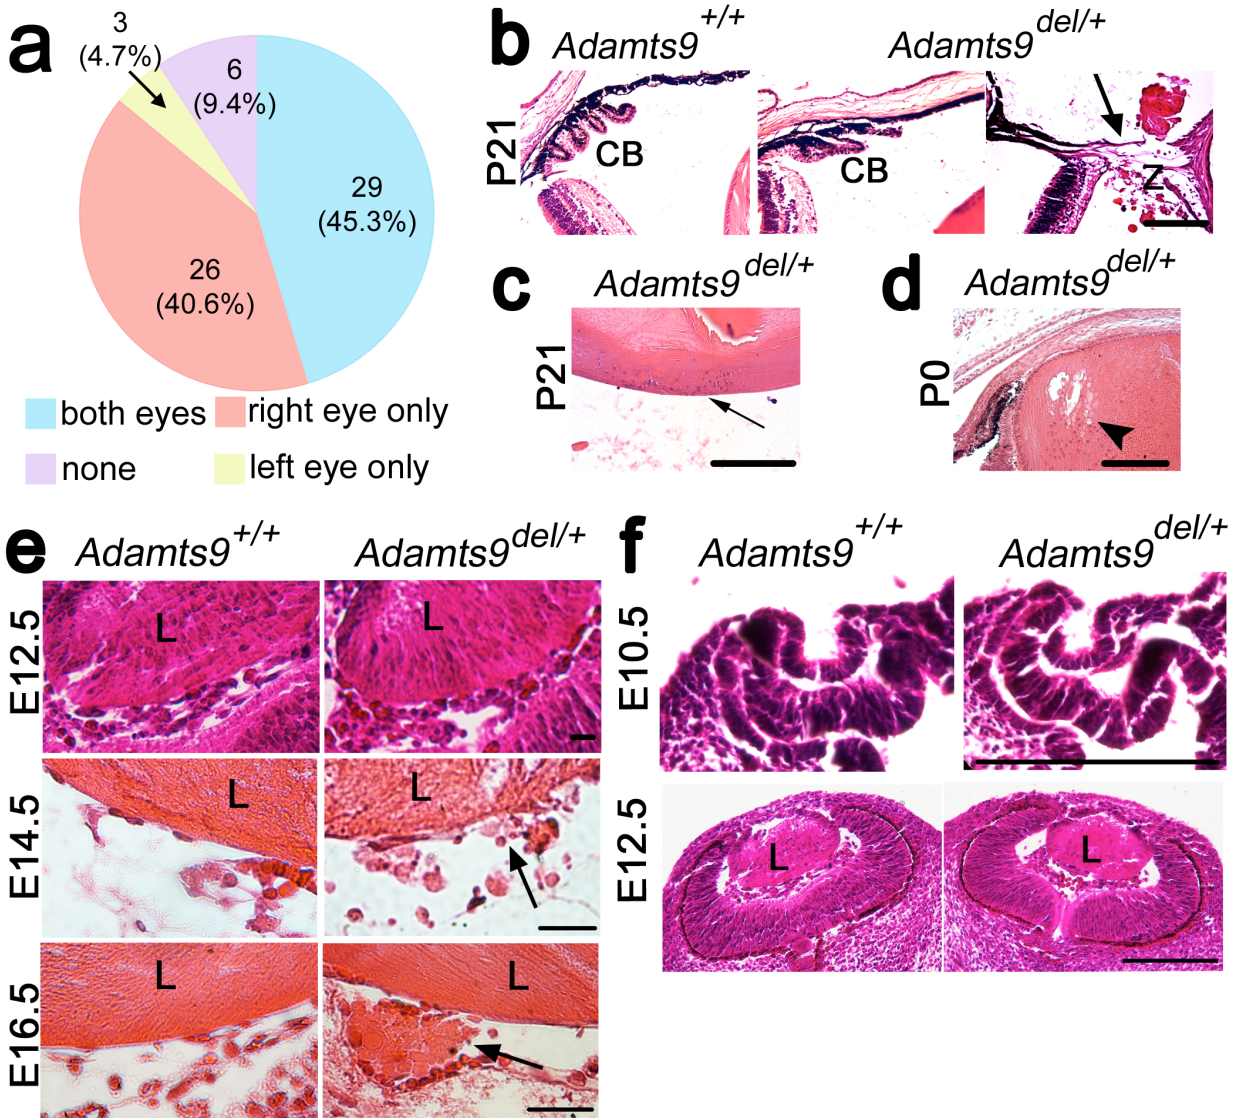 a
3
(4.7%)
6
(9.4%)
29
(45.3%)
26
(40.6%)
both eyes
right eye only
none
left eye only
b
Adamts9+/+
Adamts9del/+
P21
CB
CB
Z
c
Adamts9del/+
P21
d
Adamts9del/+
P0
e
Adamts9+/+
Adamts9del/+
E12.5
L
L
E14.5
L
L
E16.5
L
L
f
Adamts9+/+
Adamts9del/+
E10.5
E12.5
L
L